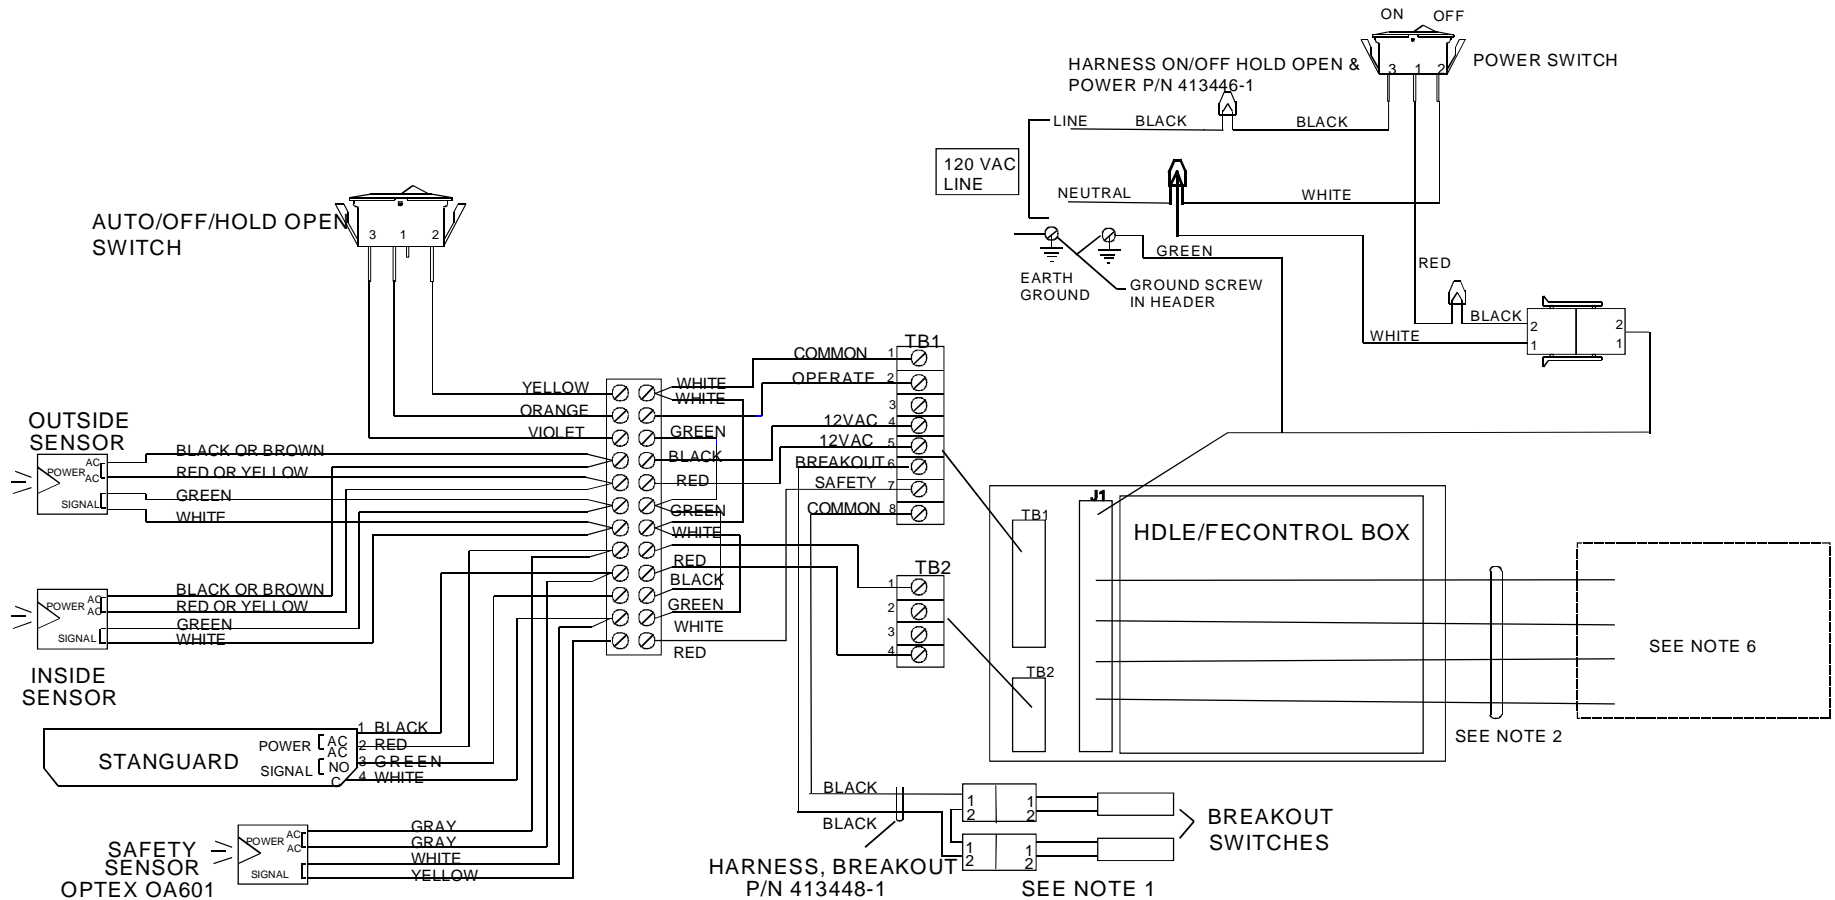 ON OFF
POWER SWITCH
HARNESS ON/OFF HOLD OPEN &
POWER P/N 413446-1
3 1 2
LINE BLACK BLACK
120 VAC
LINE
NEUTRAL WHITE
GREEN
RED
EARTH
GROUND
GROUND SCREW
IN HEADER
BLACK
WHITE
2 2
1 1
AUTO/OFF/HOLD OPEN
SWITCH
3 1 2
YELLOW
ORANGE
VIOLET
OUTSIDE
SENSOR
POWER AC
AC
SIGNAL
BLACK OR BROWN
RED OR YELLOW
GREEN
WHITE
POWER AC
AC
SIGNAL
BLACK OR BROWN
RED OR YELLOW
GREEN
WHITE
INSIDE
SENSOR
WHITE
WHITE
GREEN
BLACK
RED
GREEN
WHITE
RED
BLACK
GREEN
WHITE
RED
TB1
COMMON 1
OPERATE 2
3
12VAC 4
12VAC 5
BREAKOUT 6
SAFETY 7
COMMON 8
TB2
1
2
3
4
J1
TB1
TB2
HDLE/FECONTROL BOX
SEE NOTE 6
SEE NOTE 2
STANGUARD
POWER AC
AC
SIGNAL NO
C
1 BLACK
2 RED
3 GREEN
4 WHITE
SAFETY
SENSOR
OPTEX OA601
POWER AC
AC
SIGNAL
GRAY
GRAY
WHITE
YELLOW
BLACK
BLACK
HARNESS, BREAKOUT
P/N 413448-1
1 1
2 2
1 1
2 2
BREAKOUT
SWITCHES
SEE NOTE 1